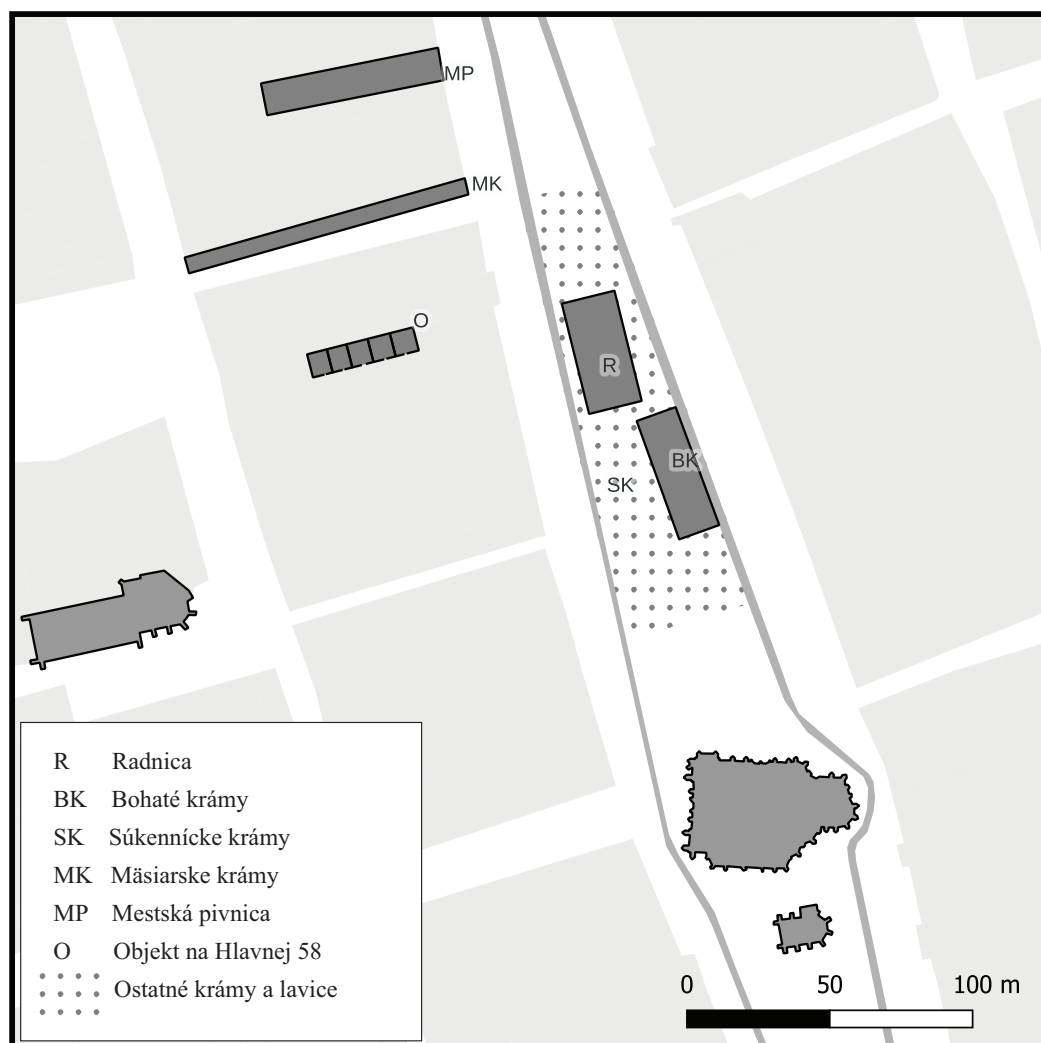 MP
MK
O
R
BK
SK
R Radnica
BK Bohaté krámy
SK Súkennícke krámy
MK Mäsiarske krámy
MP Mestská pivnica
O Objekt na Hlavnej 58
Ostatné krámy a lavice
0 50 100 m